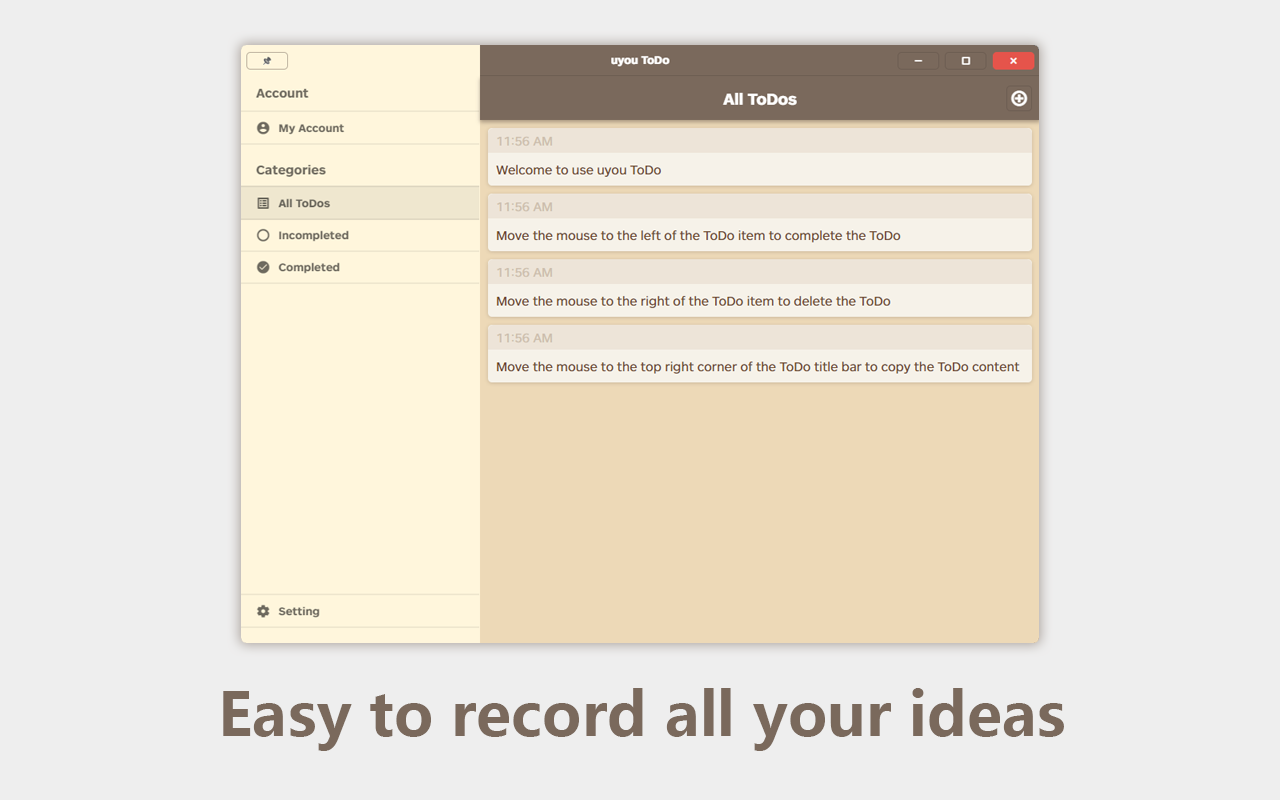 uyou ToDo
Account
My Account
Categories
All ToDos
Incompleted
Completed
Setting
All ToDos
11:56 AM
Welcome to use uyou ToDo
11:56 AM
Move the mouse to the left of the ToDo item to complete the ToDo
11:56 AM
Move the mouse to the right of the ToDo item to delete the ToDo
11:56 AM
Move the mouse to the top right corner of the ToDo title bar to copy the ToDo content
Easy to record all your ideas